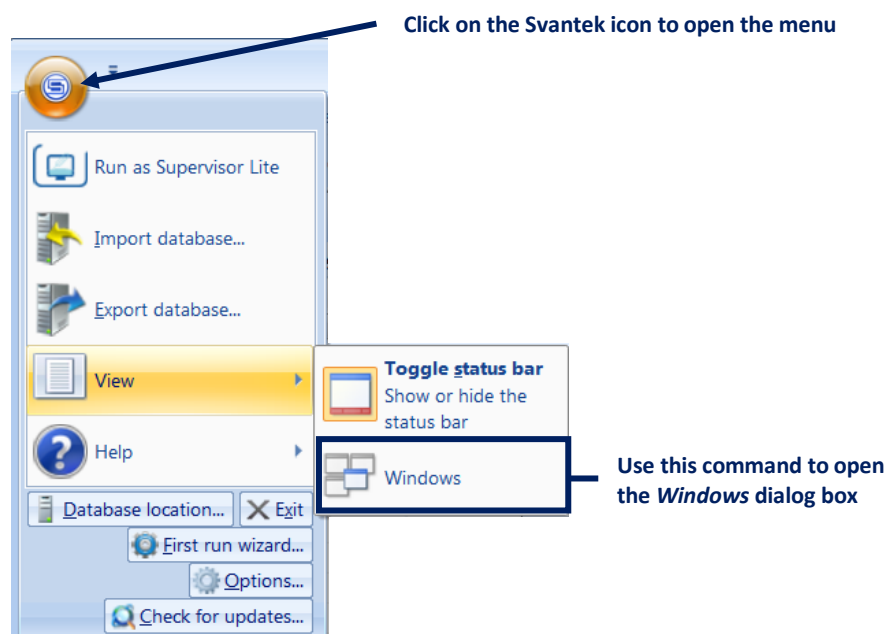 Click on the Svantek icon to open the menu
Run as Supervisor Lite
Import database...
Export database...
View
Toggle status bar
Show or hide the
status bar
Help
Windows
Use this command to open
the Windows dialog box
Database location...
Exit
First run wizard...
Options...
Check for updates...